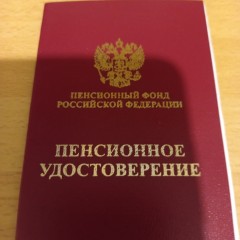 ПЕНСИОННЫЙ ФОНД
РОССИЙСКОЙ ФЕДЕРАЦИИ
ПЕНСИОННОЕ
УДОСТОВЕРЕНИЕ